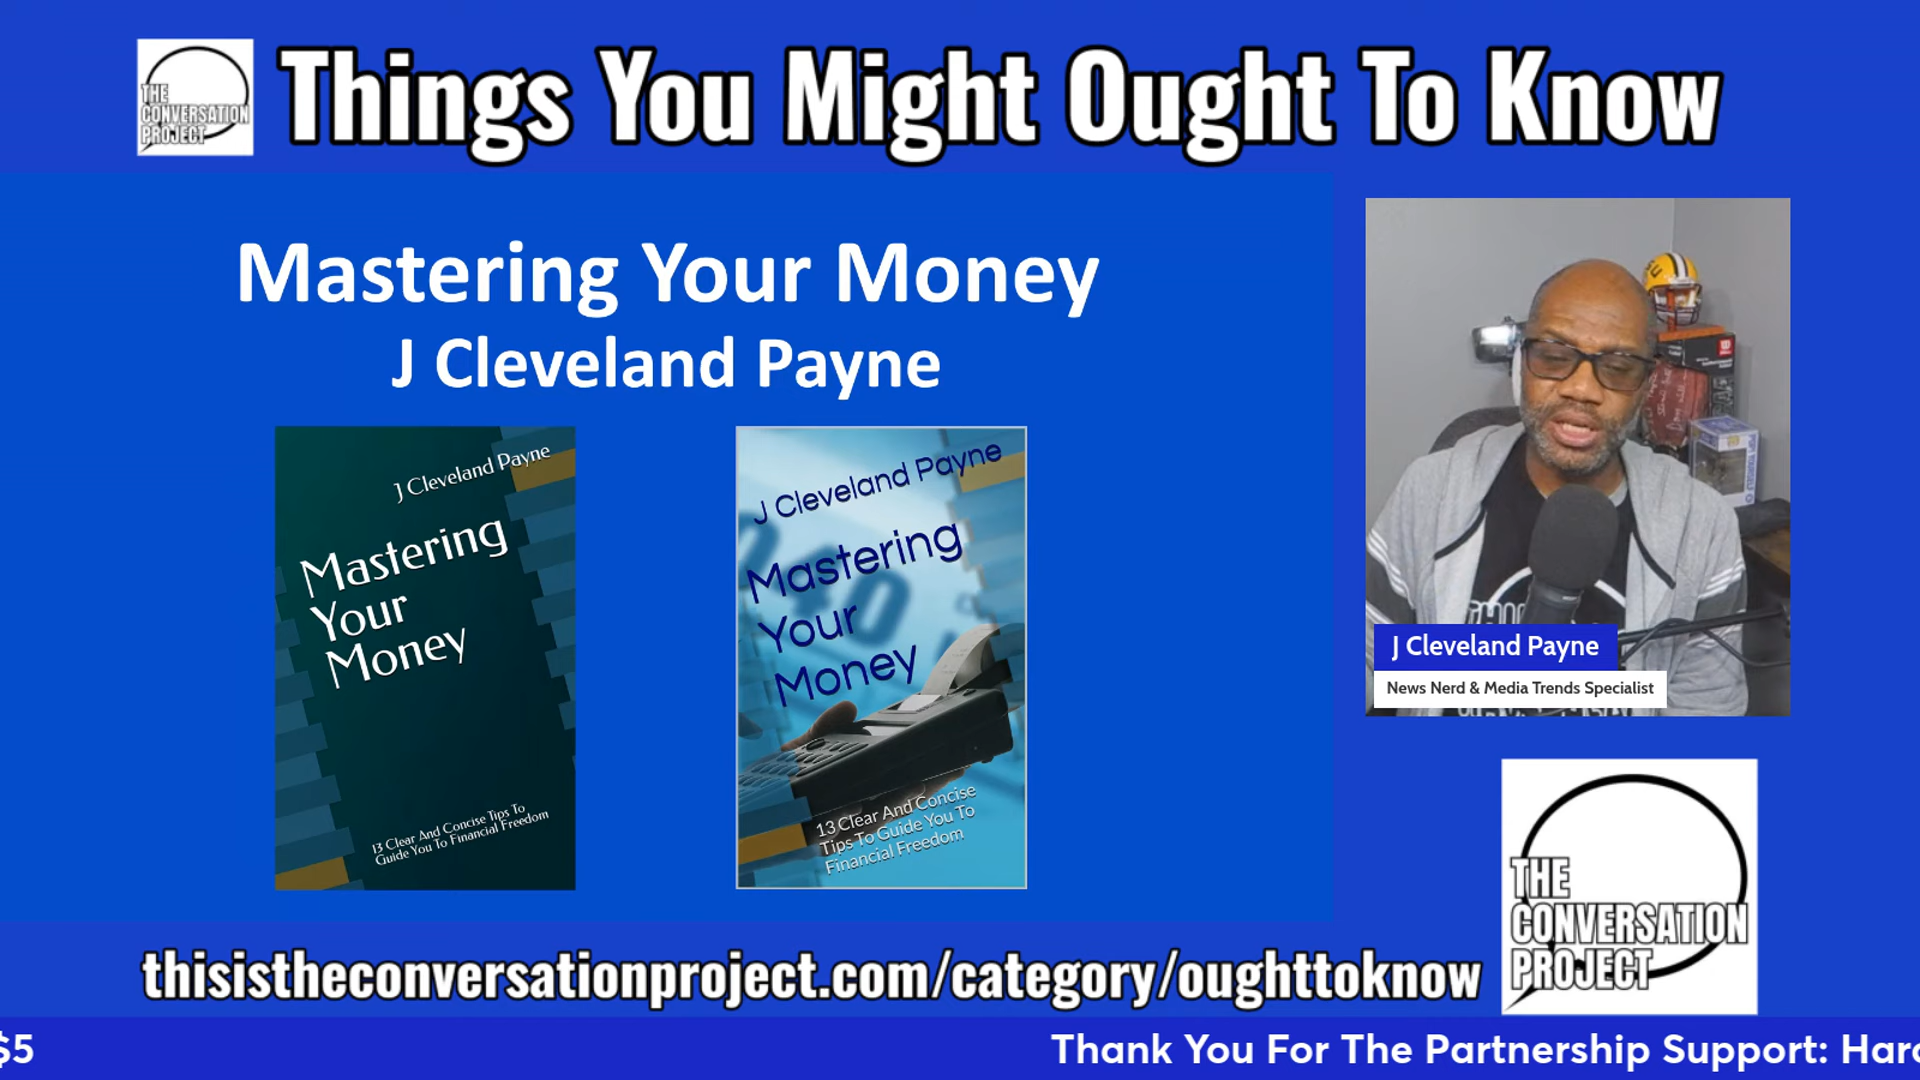 THE
CONVERSATION
PROJECT
Things You Might Ought To Know
Mastering Your Money
J Cleveland Payne
J Cleveland Payne
Mastering
Your
Money
13 Clear And Concise Tips To
Guide You To Financial Freedom
J Cleveland Payne
Mastering
Your
Money
13 Clear And Concise
Tips To Guide You To
Financial Freedom
J Cleveland Payne
News Nerd & Media Trends Specialist
THE
CONVERSATION
PROJECT
thisistheconversationproject.com/category/oughttoknow
$5
Thank You For The Partnership Support: